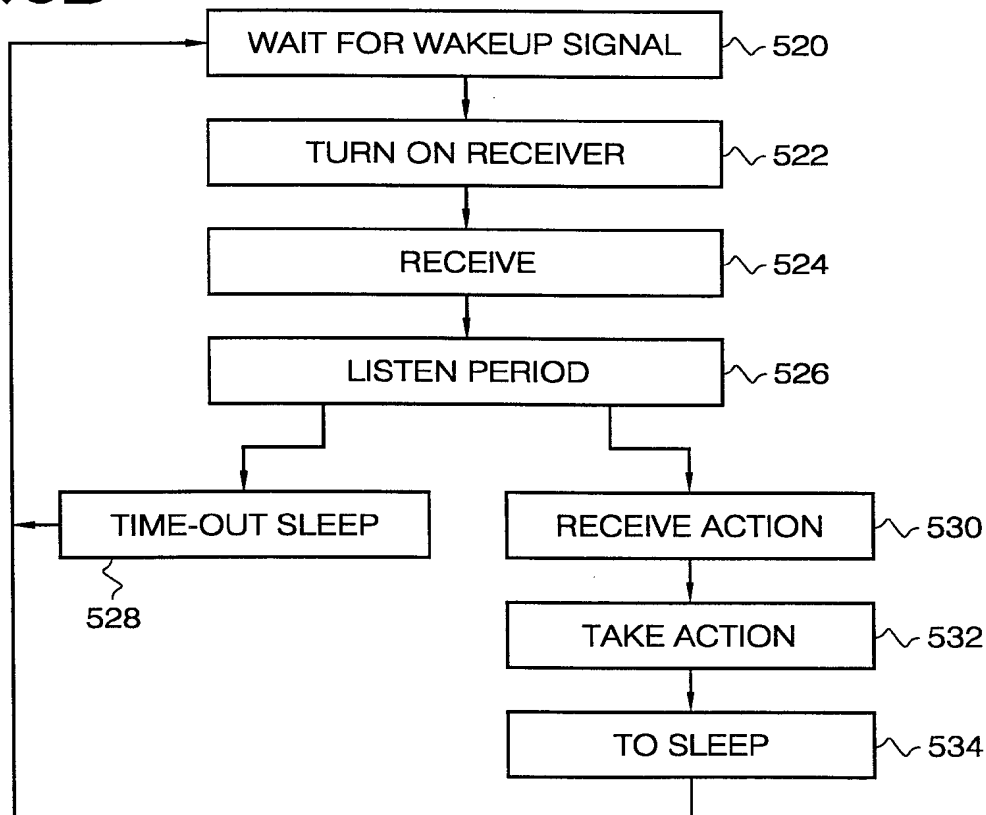 WAIT FOR WAKEUP SIGNAL 520
TURN ON RECEIVER 522
RECEIVE 524
LISTEN PERIOD 526
TIME-OUT SLEEP
528
RECEIVE ACTION 530
TAKE ACTION 532
TO SLEEP 534